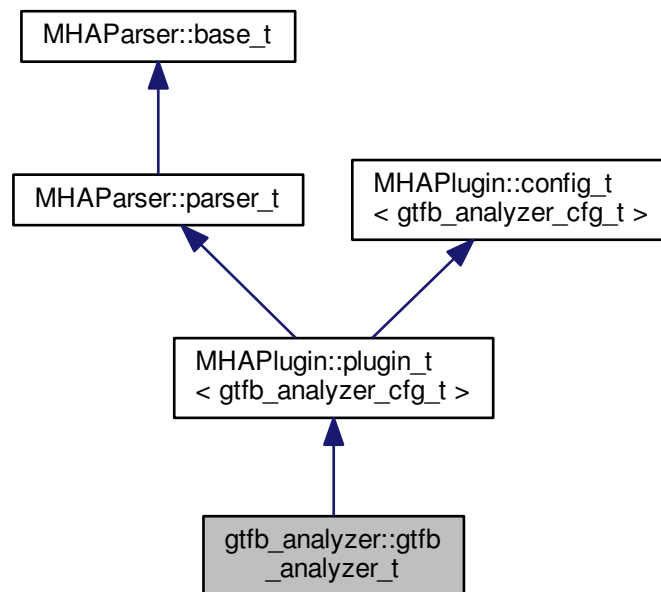 MHAParser::base_t
MHAParser::parser_t
MHAPlugin::config_t
< gtfb_analyzer_cfg_t >
MHAPlugin::plugin_t
< gtfb_analyzer_cfg_t >
gtfb_analyzer::gtfb
_analyzer_t